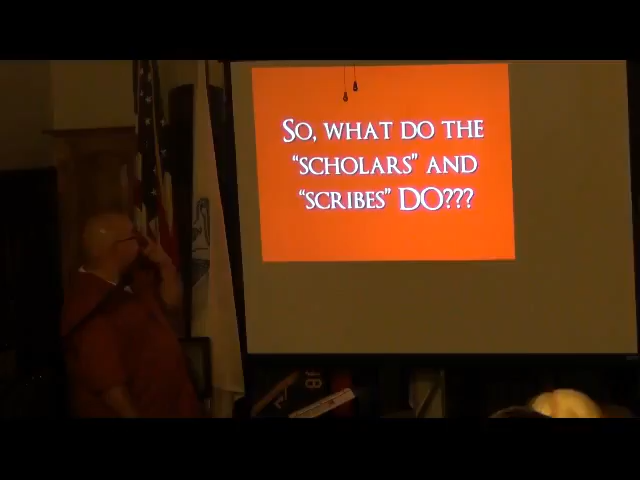 So, what do the
“scholars” and
“scribes” DO???